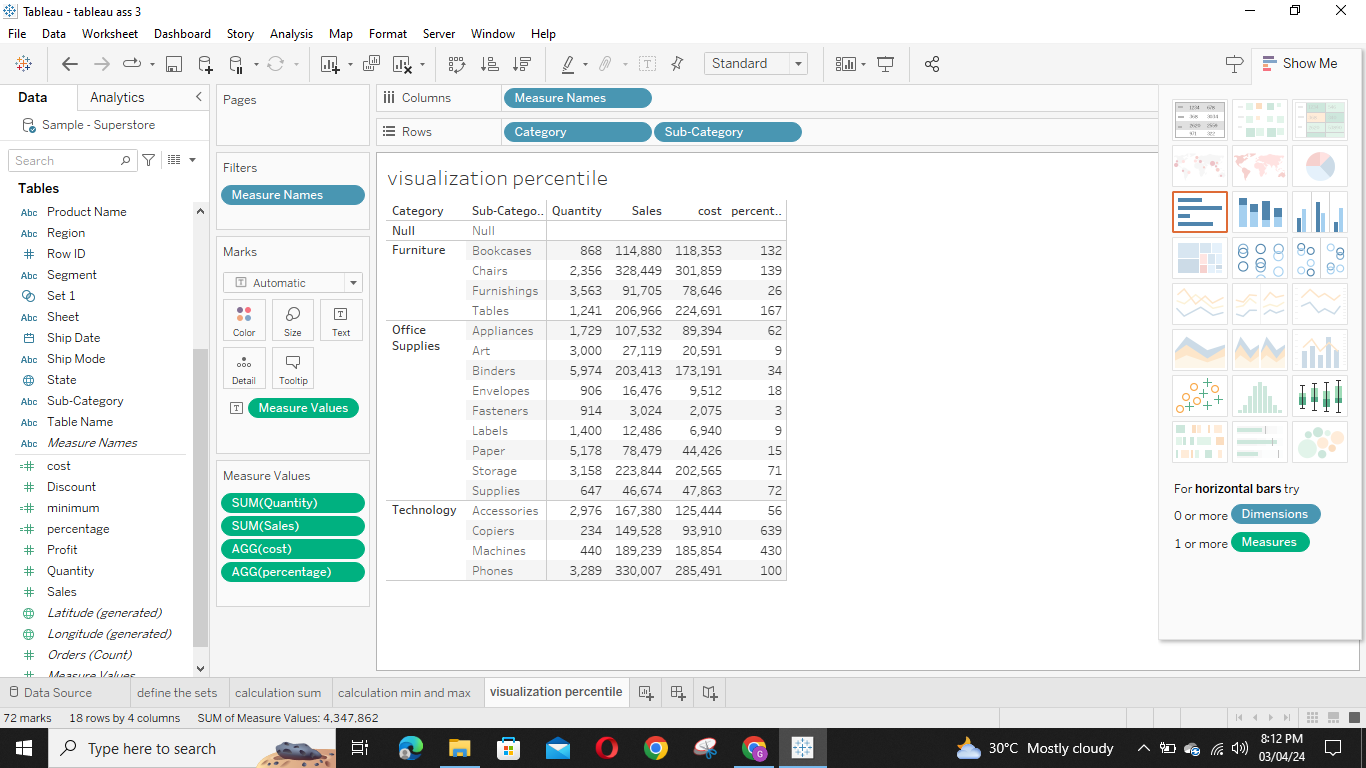 Tableau - tableau ass 3
File Data Worksheet Dashboard Story Analysis Map Format Server Window Help
Standard
Show Me
Data Analytics
Sample - Superstore
Search
Tables
Abc Product Name
Abc Region
Row ID
Abc Segment
Set 1
Abc Sheet
Ship Date
Abc Ship Mode
State
Abc Sub-Category
Abc Table Name
Abc Measure Names
cost
Discount
minimum
percentage
Profit
Quantity
Sales
Latitude (generated)
Longitude (generated)
Orders (Count)
Measure Values
Pages
Filters
Measure Names
Marks
Automatic
Color Size Text
Detail Tooltip
Measure Values
Measure Values
SUM(Quantity)
SUM(Sales)
AGG(cost)
AGG(percentage)
Columns Measure Names
Rows Category Sub-Category
visualization percentile
Category Sub-Catego.. Quantity Sales cost percent..
Null Null
Furniture Bookcases 868 114,880 118,353 132
Chairs 2,356 328,449 301,859 139
Furnishings 3,563 91,705 78,646 26
Tables 1,241 206,966 224,691 167
Office Supplies Appliances 1,729 107,532 89,394 62
Art 3,000 27,119 20,591 9
Binders 5,974 203,413 173,191 34
Envelopes 906 16,476 9,512 18
Fasteners 914 3,024 2,075 3
Labels 1,400 12,486 6,940 9
Paper 5,178 78,479 44,426 15
Storage 3,158 223,844 202,565 71
Supplies 647 46,674 47,863 72
Technology Accessories 2,976 167,380 125,444 56
Copiers 234 149,528 93,910 639
Machines 440 189,239 185,854 430
Phones 3,289 330,007 285,491 100
For horizontal bars try
0 or more Dimensions
1 or more Measures
Data Source define the sets calculation sum calculation min and max visualization percentile
72 marks 18 rows by 4 columns SUM of Measure Values: 4,347,862
Type here to search
30°C Mostly cloudy
8:12 PM
03/04/24